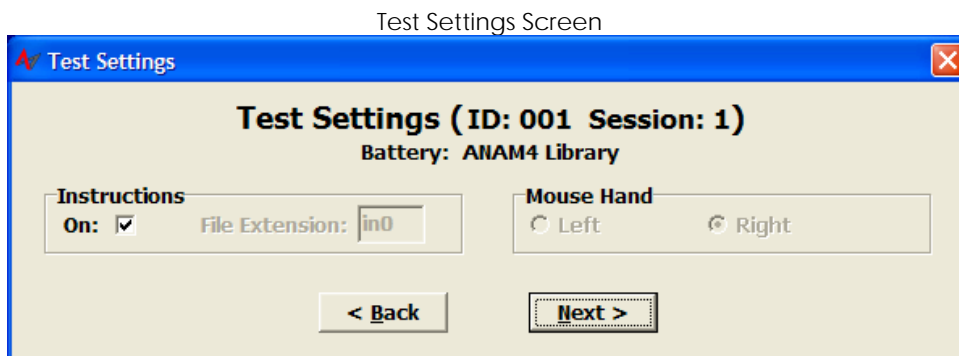 Test Settings Screen
Test Settings
Test Settings (ID: 001 Session: 1)
Battery: ANAM4 Library
Instructions
On: File Extension: in0
Mouse Hand
Left Right
< Back Next >